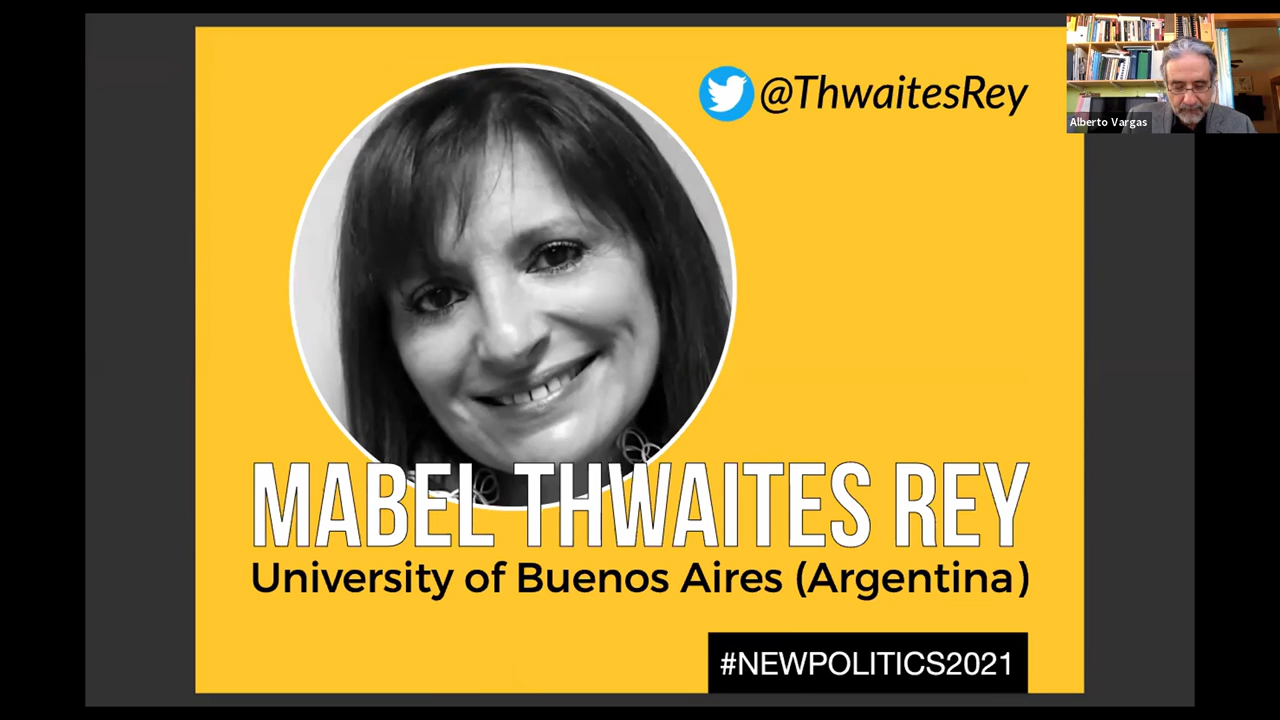 @ThwaitesRey
Alberto Vargas
MABEL THWAITES REY
University of Buenos Aires (Argentina)
#NEWPOLITICS2021